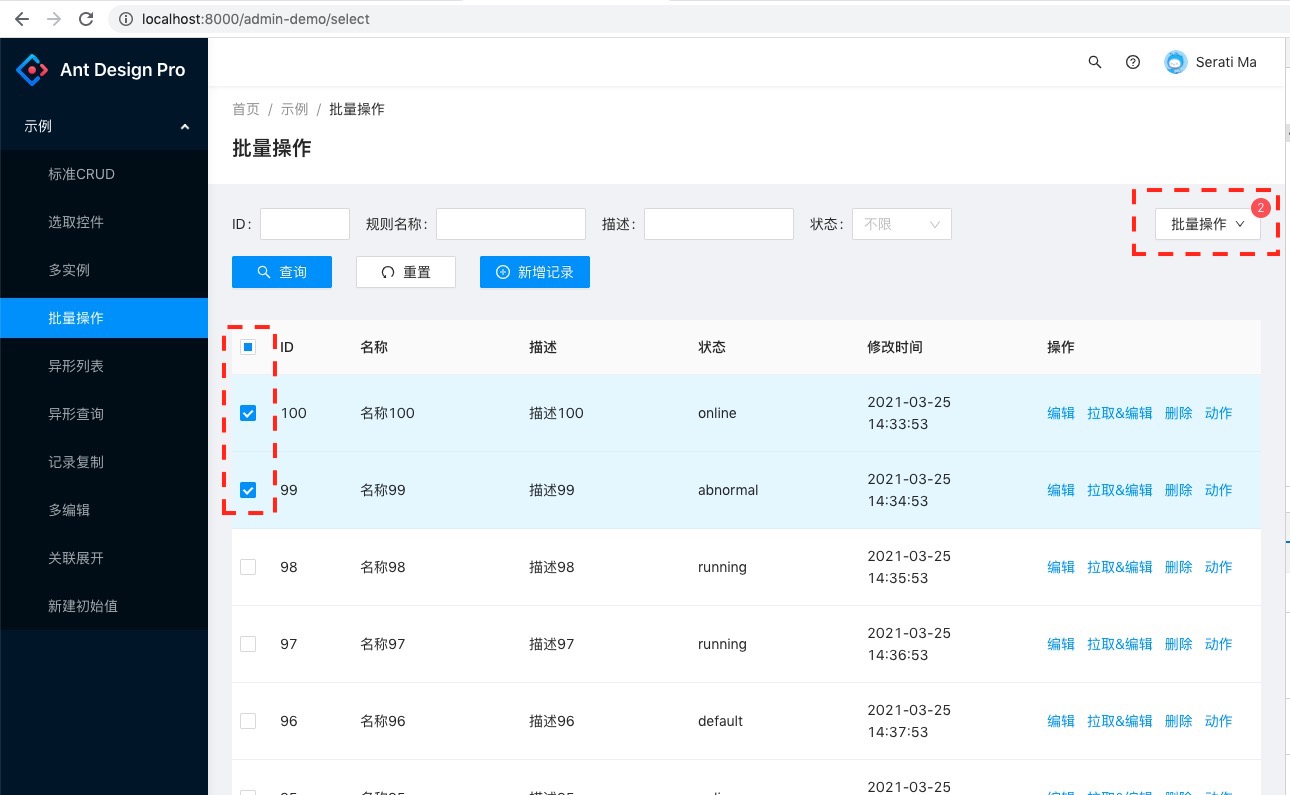 localhost:8000/admin-demo/select
Ant Design Pro
Serati Ma
示例
标准CRUD
选取控件
多实例
批量操作
异形列表
异形查询
记录复制
多编辑
关联展开
新建初始值
首页 / 示例 / 批量操作
批量操作
ID: 规则名称: 描述: 状态: 不限 批量操作 2
查询 重置 新增记录
ID 名称 描述 状态 修改时间 操作
100 名称100 描述100 online 2021-03-25 14:33:53 编辑 拉取&编辑 删除 动作
99 名称99 描述99 abnormal 2021-03-25 14:34:53 编辑 拉取&编辑 删除 动作
98 名称98 描述98 running 2021-03-25 14:35:53 编辑 拉取&编辑 删除 动作
97 名称97 描述97 running 2021-03-25 14:36:53 编辑 拉取&编辑 删除 动作
96 名称96 描述96 default 2021-03-25 14:37:53 编辑 拉取&编辑 删除 动作
2021-03-25